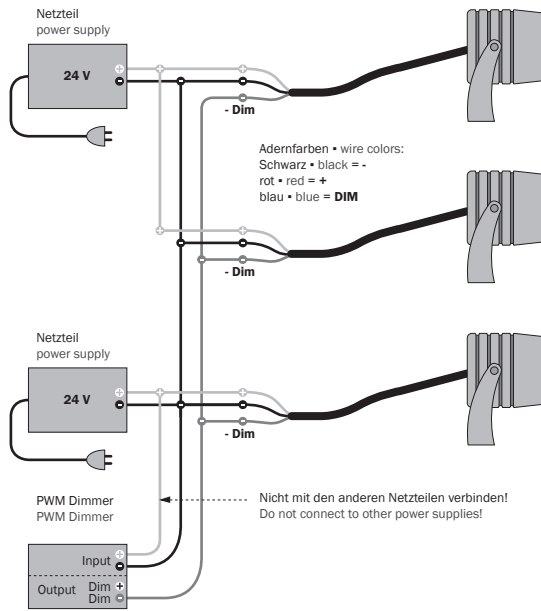 Netzteil
power supply
24 V
- Dim
Adernfarben ▪ wire colors:
Schwarz ▪ black = -
rot ▪ red = +
blau ▪ blue = DIM
- Dim
Netzteil
power supply
24 V
- Dim
PWM Dimmer
PWM Dimmer
Nicht mit den anderen Netzteilen verbinden!
Do not connect to other power supplies!
Input
Output Dim +
Dim